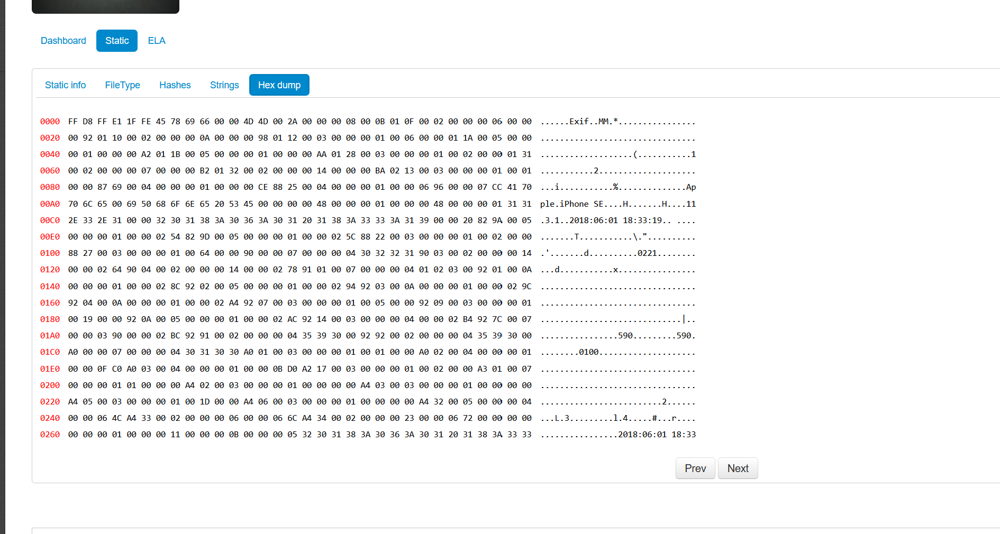 Dashboard Static ELA
Static info FileType Hashes Strings Hex dump
0000 FF D8 FF E1 1F FE 45 78 69 66 00 00 4D 4D 00 2A 00 00 00 08 00 0B 01 0F 00 02 00 00 00 06 00 00 ......Exif..MM.*................
0020 00 92 01 10 00 02 00 00 00 0A 00 00 00 98 01 12 00 03 00 00 00 01 00 06 00 00 01 1A 00 05 00 00 ................................
0040 00 01 00 00 00 A2 01 1B 00 05 00 00 00 01 00 00 00 AA 01 28 00 03 00 00 00 01 00 02 00 00 01 31 ...................(...........1
0060 00 02 00 00 00 07 00 00 00 B2 01 32 00 02 00 00 00 14 00 00 00 BA 02 13 00 03 00 00 00 01 00 01 ...........2....................
0080 00 00 87 69 00 04 00 00 00 01 00 00 00 CE 88 25 00 04 00 00 00 01 00 00 06 96 00 00 07 CC 41 70 ...i...........%..............Ap
00A0 70 6C 65 00 69 50 68 6F 6E 65 20 53 45 00 00 00 00 48 00 00 00 01 00 00 00 48 00 00 00 01 31 31 ple.iPhone SE....H.......H....11
00C0 2E 33 2E 31 00 00 32 30 31 38 3A 30 36 3A 30 31 20 31 38 3A 33 33 3A 31 39 00 00 20 82 9A 00 05 .3.1..2018:06:01 18:33:19.. ....
00E0 00 00 00 01 00 00 02 54 82 9D 00 05 00 00 00 01 00 00 02 5C 88 22 00 03 00 00 00 01 00 02 00 00 .......T...........\."..........
0100 88 27 00 03 00 00 00 01 00 64 00 00 90 00 00 07 00 00 00 04 30 32 32 31 90 03 00 02 00 00 00 14 .'.......d..........0221........
0120 00 00 02 64 90 04 00 02 00 00 00 14 00 00 02 78 91 01 00 07 00 00 00 04 01 02 03 00 92 01 00 0A ...d...........x................
0140 00 00 00 01 00 00 02 8C 92 02 00 05 00 00 00 01 00 00 02 94 92 03 00 0A 00 00 00 01 00 00 02 9C ................................
0160 92 04 00 0A 00 00 00 01 00 00 02 A4 92 07 00 03 00 00 00 01 00 05 00 00 92 09 00 03 00 00 00 01 ................................
0180 00 19 00 00 92 0A 00 05 00 00 00 01 00 00 02 AC 92 14 00 03 00 00 00 04 00 00 02 B4 92 7C 00 07 .............................|..
01A0 00 00 03 90 00 00 02 BC 92 91 00 02 00 00 00 04 35 39 30 00 92 92 00 02 00 00 00 04 35 39 30 00 ................590.........590.
01C0 A0 00 00 07 00 00 00 04 30 31 30 30 A0 01 00 03 00 00 00 01 00 01 00 00 A0 02 00 04 00 00 00 01 ........0100....................
01E0 00 00 0F C0 A0 03 00 04 00 00 00 01 00 00 0B D0 A2 17 00 03 00 00 00 01 00 02 00 00 A3 01 00 07 ................................
0200 00 00 00 01 01 00 00 00 A4 02 00 03 00 00 00 01 00 00 00 00 A4 03 00 03 00 00 00 01 00 00 00 00 ................................
0220 A4 05 00 03 00 00 00 01 00 1D 00 00 A4 06 00 03 00 00 00 01 00 00 00 00 A4 32 00 05 00 00 00 04 .........................2......
0240 00 00 06 4C A4 33 00 02 00 00 00 06 00 00 06 6C A4 34 00 02 00 00 00 23 00 00 06 72 00 00 00 00 ...L.3.........l.4.....#...r....
0260 00 00 00 01 00 00 00 11 00 00 00 0B 00 00 00 05 32 30 31 38 3A 30 36 3A 30 31 20 31 38 3A 33 33 ................2018:06:01 18:33
Prev Next